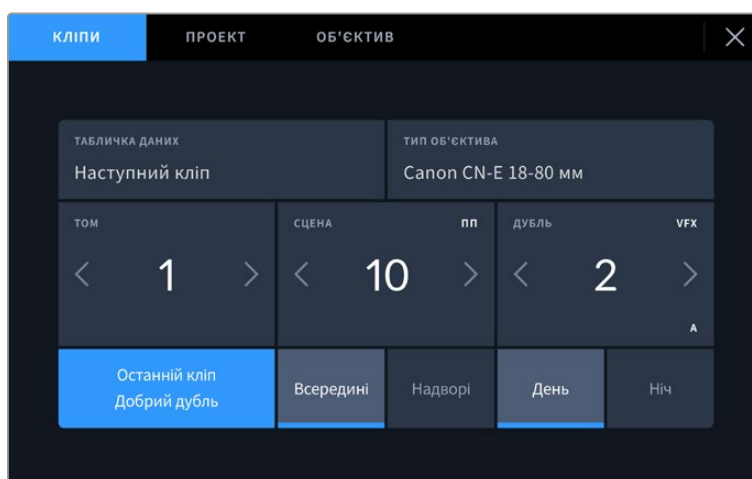 КЛІПИ ПРОЕКТ ОБ'ЄКТИВ
ТАБЛИЧКА ДАНИХ ТИП ОБ'ЄКТИВА
Наступний кліп Canon CN-E 18-80 мм
ТОМ СЦЕНА ПП ДУБЛЬ VFX
1 10 2
A
Останній кліп
Добрий дубль
Всередині Надворі День Ніч